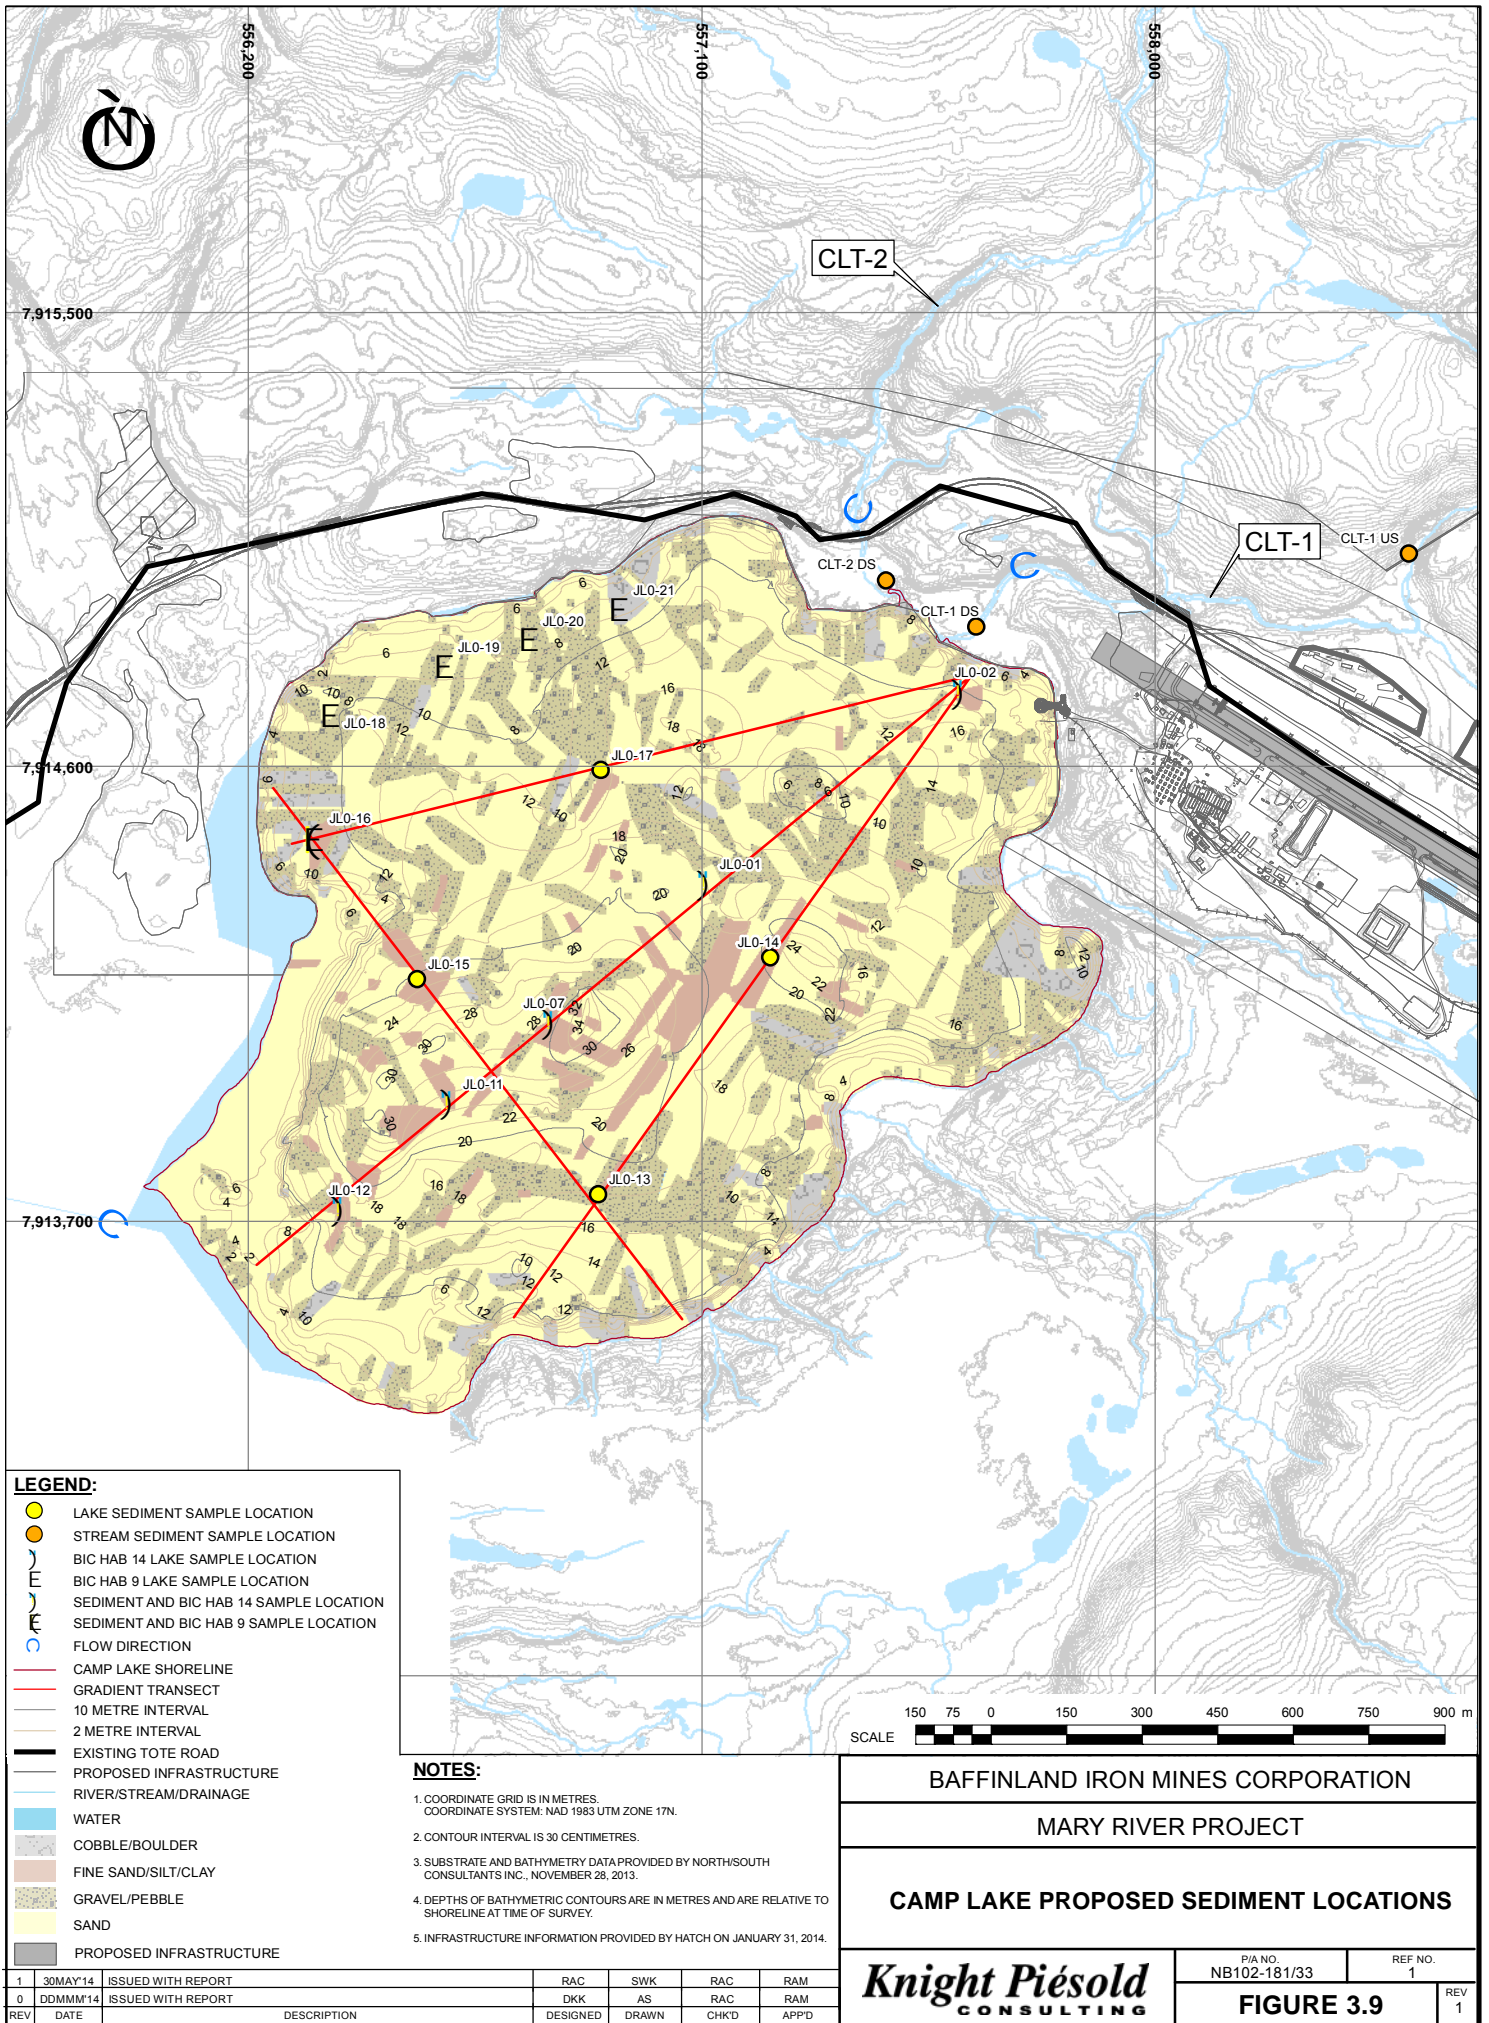 556,200
557,100
558,000
N
CLT-2
7,915,500
CLT-1
CLT-1 US
CLT-2 DS
CLT-1 DS
JL0-21
JL0-20
JL0-19
JL0-18
JL0-02
JL0-17
7,914,600
JL0-16
JL0-01
JL0-14
JL0-15
JL0-07
JL0-11
JL0-12
JL0-13
7,913,700
LEGEND:
LAKE SEDIMENT SAMPLE LOCATION
STREAM SEDIMENT SAMPLE LOCATION
BIC HAB 14 LAKE SAMPLE LOCATION
E BIC HAB 9 LAKE SAMPLE LOCATION
SEDIMENT AND BIC HAB 14 SAMPLE LOCATION
E SEDIMENT AND BIC HAB 9 SAMPLE LOCATION
FLOW DIRECTION
CAMP LAKE SHORELINE
GRADIENT TRANSECT
10 METRE INTERVAL
2 METRE INTERVAL
EXISTING TOTE ROAD
PROPOSED INFRASTRUCTURE
RIVER/STREAM/DRAINAGE
WATER
COBBLE/BOULDER
FINE SAND/SILT/CLAY
GRAVEL/PEBBLE
SAND
PROPOSED INFRASTRUCTURE
150 75 0 150 300 450 600 750 900 m
SCALE
NOTES:
1. COORDINATE GRID IS IN METRES.
COORDINATE SYSTEM: NAD 1983 UTM ZONE 17N.
2. CONTOUR INTERVAL IS 30 CENTIMETRES.
3. SUBSTRATE AND BATHYMETRY DATA PROVIDED BY NORTH/SOUTH
CONSULTANTS INC., NOVEMBER 28, 2013.
4. DEPTHS OF BATHYMETRIC CONTOURS ARE IN METRES AND ARE RELATIVE TO
SHORELINE AT TIME OF SURVEY.
5. INFRASTRUCTURE INFORMATION PROVIDED BY HATCH ON JANUARY 31, 2014.
BAFFINLAND IRON MINES CORPORATION
MARY RIVER PROJECT
CAMP LAKE PROPOSED SEDIMENT LOCATIONS
Knight Piésold
CONSULTING
P/A NO.
NB102-181/33
REF NO.
1
FIGURE 3.9
REV
1
1 30MAY'14 ISSUED WITH REPORT RAC SWK RAC RAM
0 DDMMM'14 ISSUED WITH REPORT DKK AS RAC RAM
REV DATE DESCRIPTION DESIGNED DRAWN CHK'D APP'D